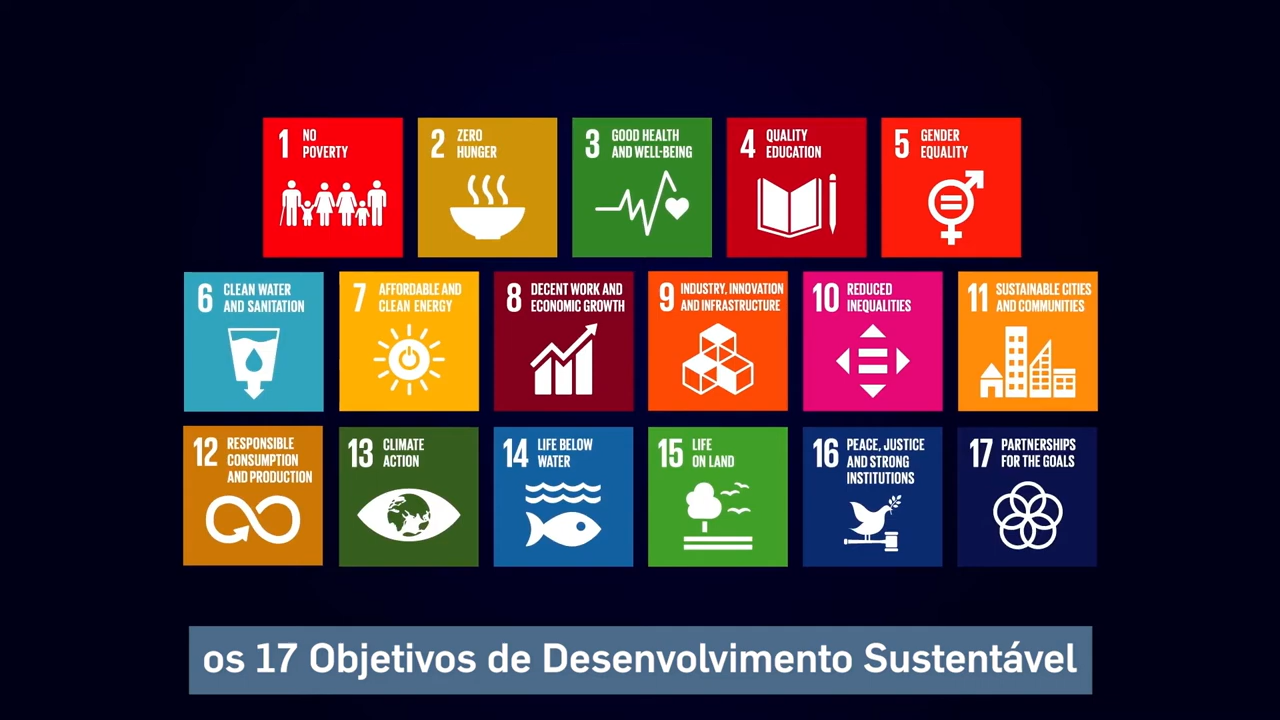 1 NO
POVERTY
2 ZERO
HUNGER
3 GOOD HEALTH
AND WELL-BEING
4 QUALITY
EDUCATION
5 GENDER
EQUALITY
6 CLEAN WATER
AND SANITATION
7 AFFORDABLE AND
CLEAN ENERGY
8 DECENT WORK AND
ECONOMIC GROWTH
9 INDUSTRY, INNOVATION
AND INFRASTRUCTURE
10 REDUCED
INEQUALITIES
11 SUSTAINABLE CITIES
AND COMMUNITIES
12 RESPONSIBLE
CONSUMPTION
AND PRODUCTION
13 CLIMATE
ACTION
14 LIFE BELOW
WATER
15 LIFE
ON LAND
16 PEACE, JUSTICE
AND STRONG
INSTITUTIONS
17 PARTNERSHIPS
FOR THE GOALS
os 17 Objetivos de Desenvolvimento Sustentável